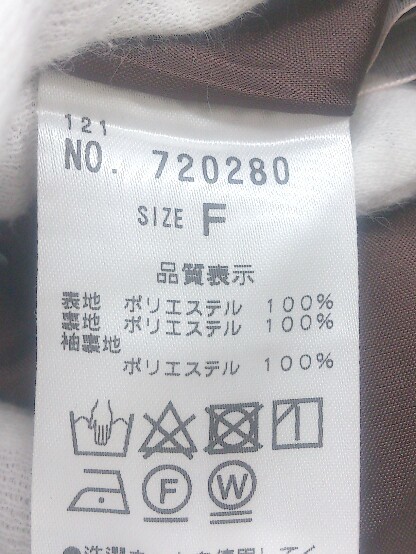 121
NO. 720280
SIZE F
品質表示
表地 ポリエステル 100%
裏地 ポリエステル 100%
袖裏地
ポリエステル 100%
F W